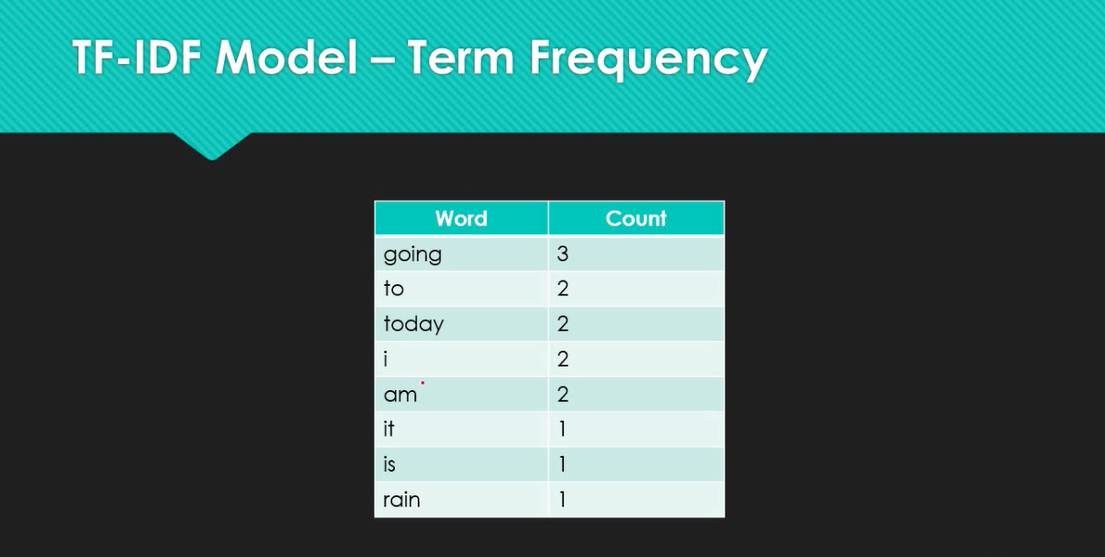 TF-IDF Model – Term Frequency
Word Count
going 3
to 2
today 2
i 2
am 2
it 1
is 1
rain 1